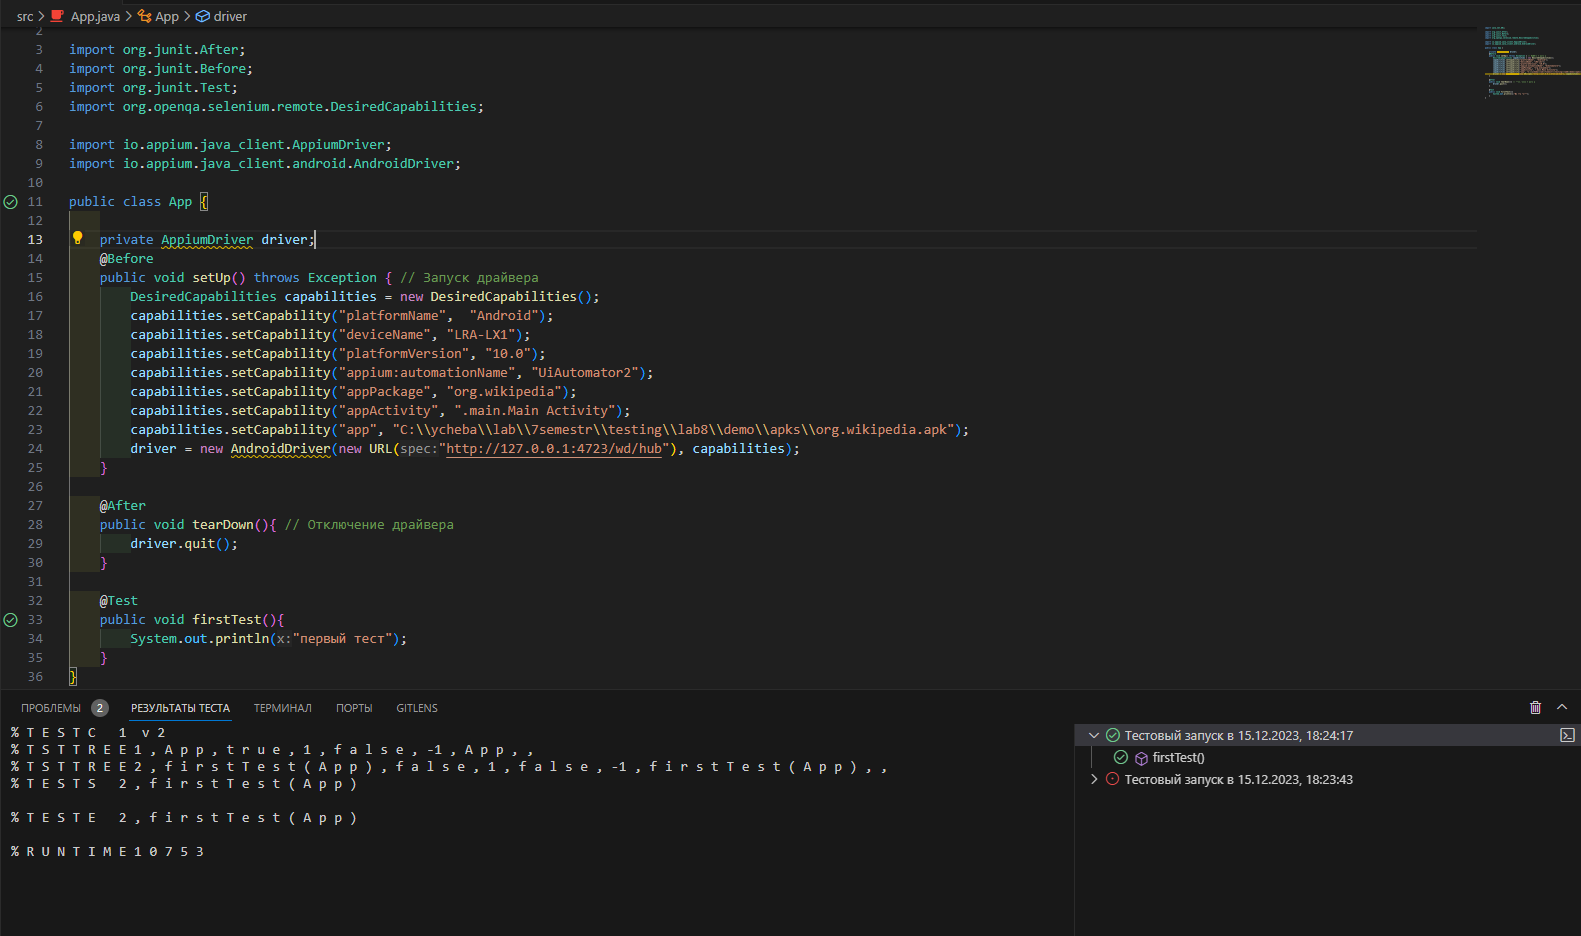 src > App.java > App > driver
2
3 import org.junit.After;
4 import org.junit.Before;
5 import org.junit.Test;
6 import org.openqa.selenium.remote.DesiredCapabilities;
7
8 import io.appium.java_client.AppiumDriver;
9 import io.appium.java_client.android.AndroidDriver;
10
11 public class App {
12
13 private AppiumDriver driver;
14 @Before
15 public void setUp() throws Exception { // Запуск драйвера
16 DesiredCapabilities capabilities = new DesiredCapabilities();
17 capabilities.setCapability("platformName",  "Android");
18 capabilities.setCapability("deviceName", "LRA-LX1");
19 capabilities.setCapability("platformVersion", "10.0");
20 capabilities.setCapability("appium:automationName", "UiAutomator2");
21 capabilities.setCapability("appPackage", "org.wikipedia");
22 capabilities.setCapability("appActivity", ".main.Main Activity");
23 capabilities.setCapability("app", "C:\\ycheba\\lab\\7semestr\\testing\\lab8\\demo\\apks\\org.wikipedia.apk");
24 driver = new AndroidDriver(new URL(spec:"http://127.0.0.1:4723/wd/hub"), capabilities);
25 }
26
27 @After
28 public void tearDown(){ // Отключение драйвера
29 driver.quit();
30 }
31
32 @Test
33 public void firstTest(){
34 System.out.println(x:"первый тест");
35 }
36 }
ПРОБЛЕМЫ 2 РЕЗУЛЬТАТЫ ТЕСТА ТЕРМИНАЛ ПОРТЫ GITLENS
%TESTC  1 v2
%TSTTREE1,App,true,1,false,-1,App,,
%TSTTREE2,firstTest(App),false,1,false,-1,firstTest(App),,
%TESTS  2,firstTest(App)
%TESTE  2,firstTest(App)
%RUNTIME10753
Тестовый запуск в 15.12.2023, 18:24:17
firstTest()
Тестовый запуск в 15.12.2023, 18:23:43